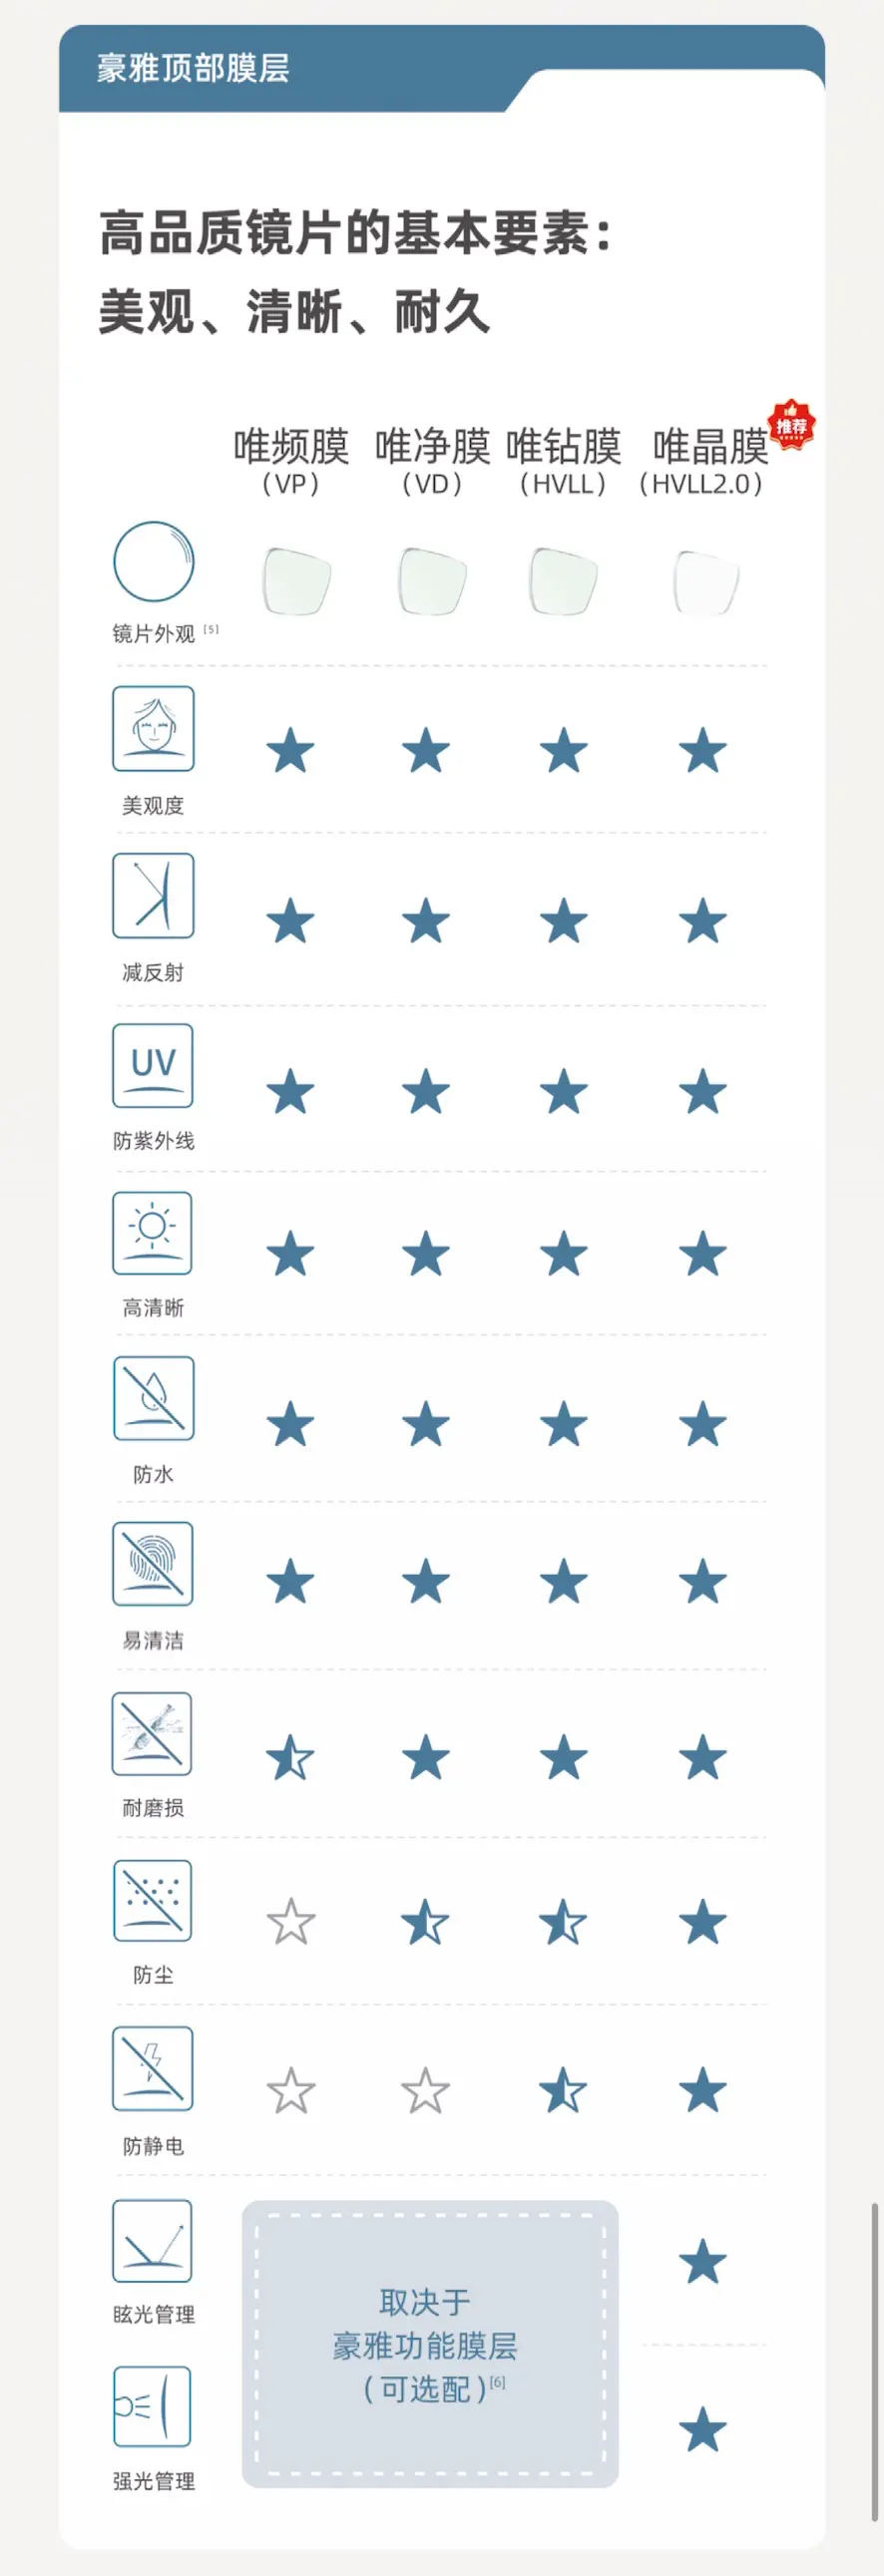 豪雅顶部膜层
高品质镜片的基本要素：
美观、清晰、耐久
推荐
唯频膜 唯净膜 唯钻膜 唯晶膜
（VP） （VD） （HVLL） （HVLL2.0）
镜片外观 [5]
美观度
减反射
UV
防紫外线
高清晰
防水
易清洁
耐磨损
防尘
防静电
眩光管理
取决于
豪雅功能膜层
（可选配）[6]
强光管理